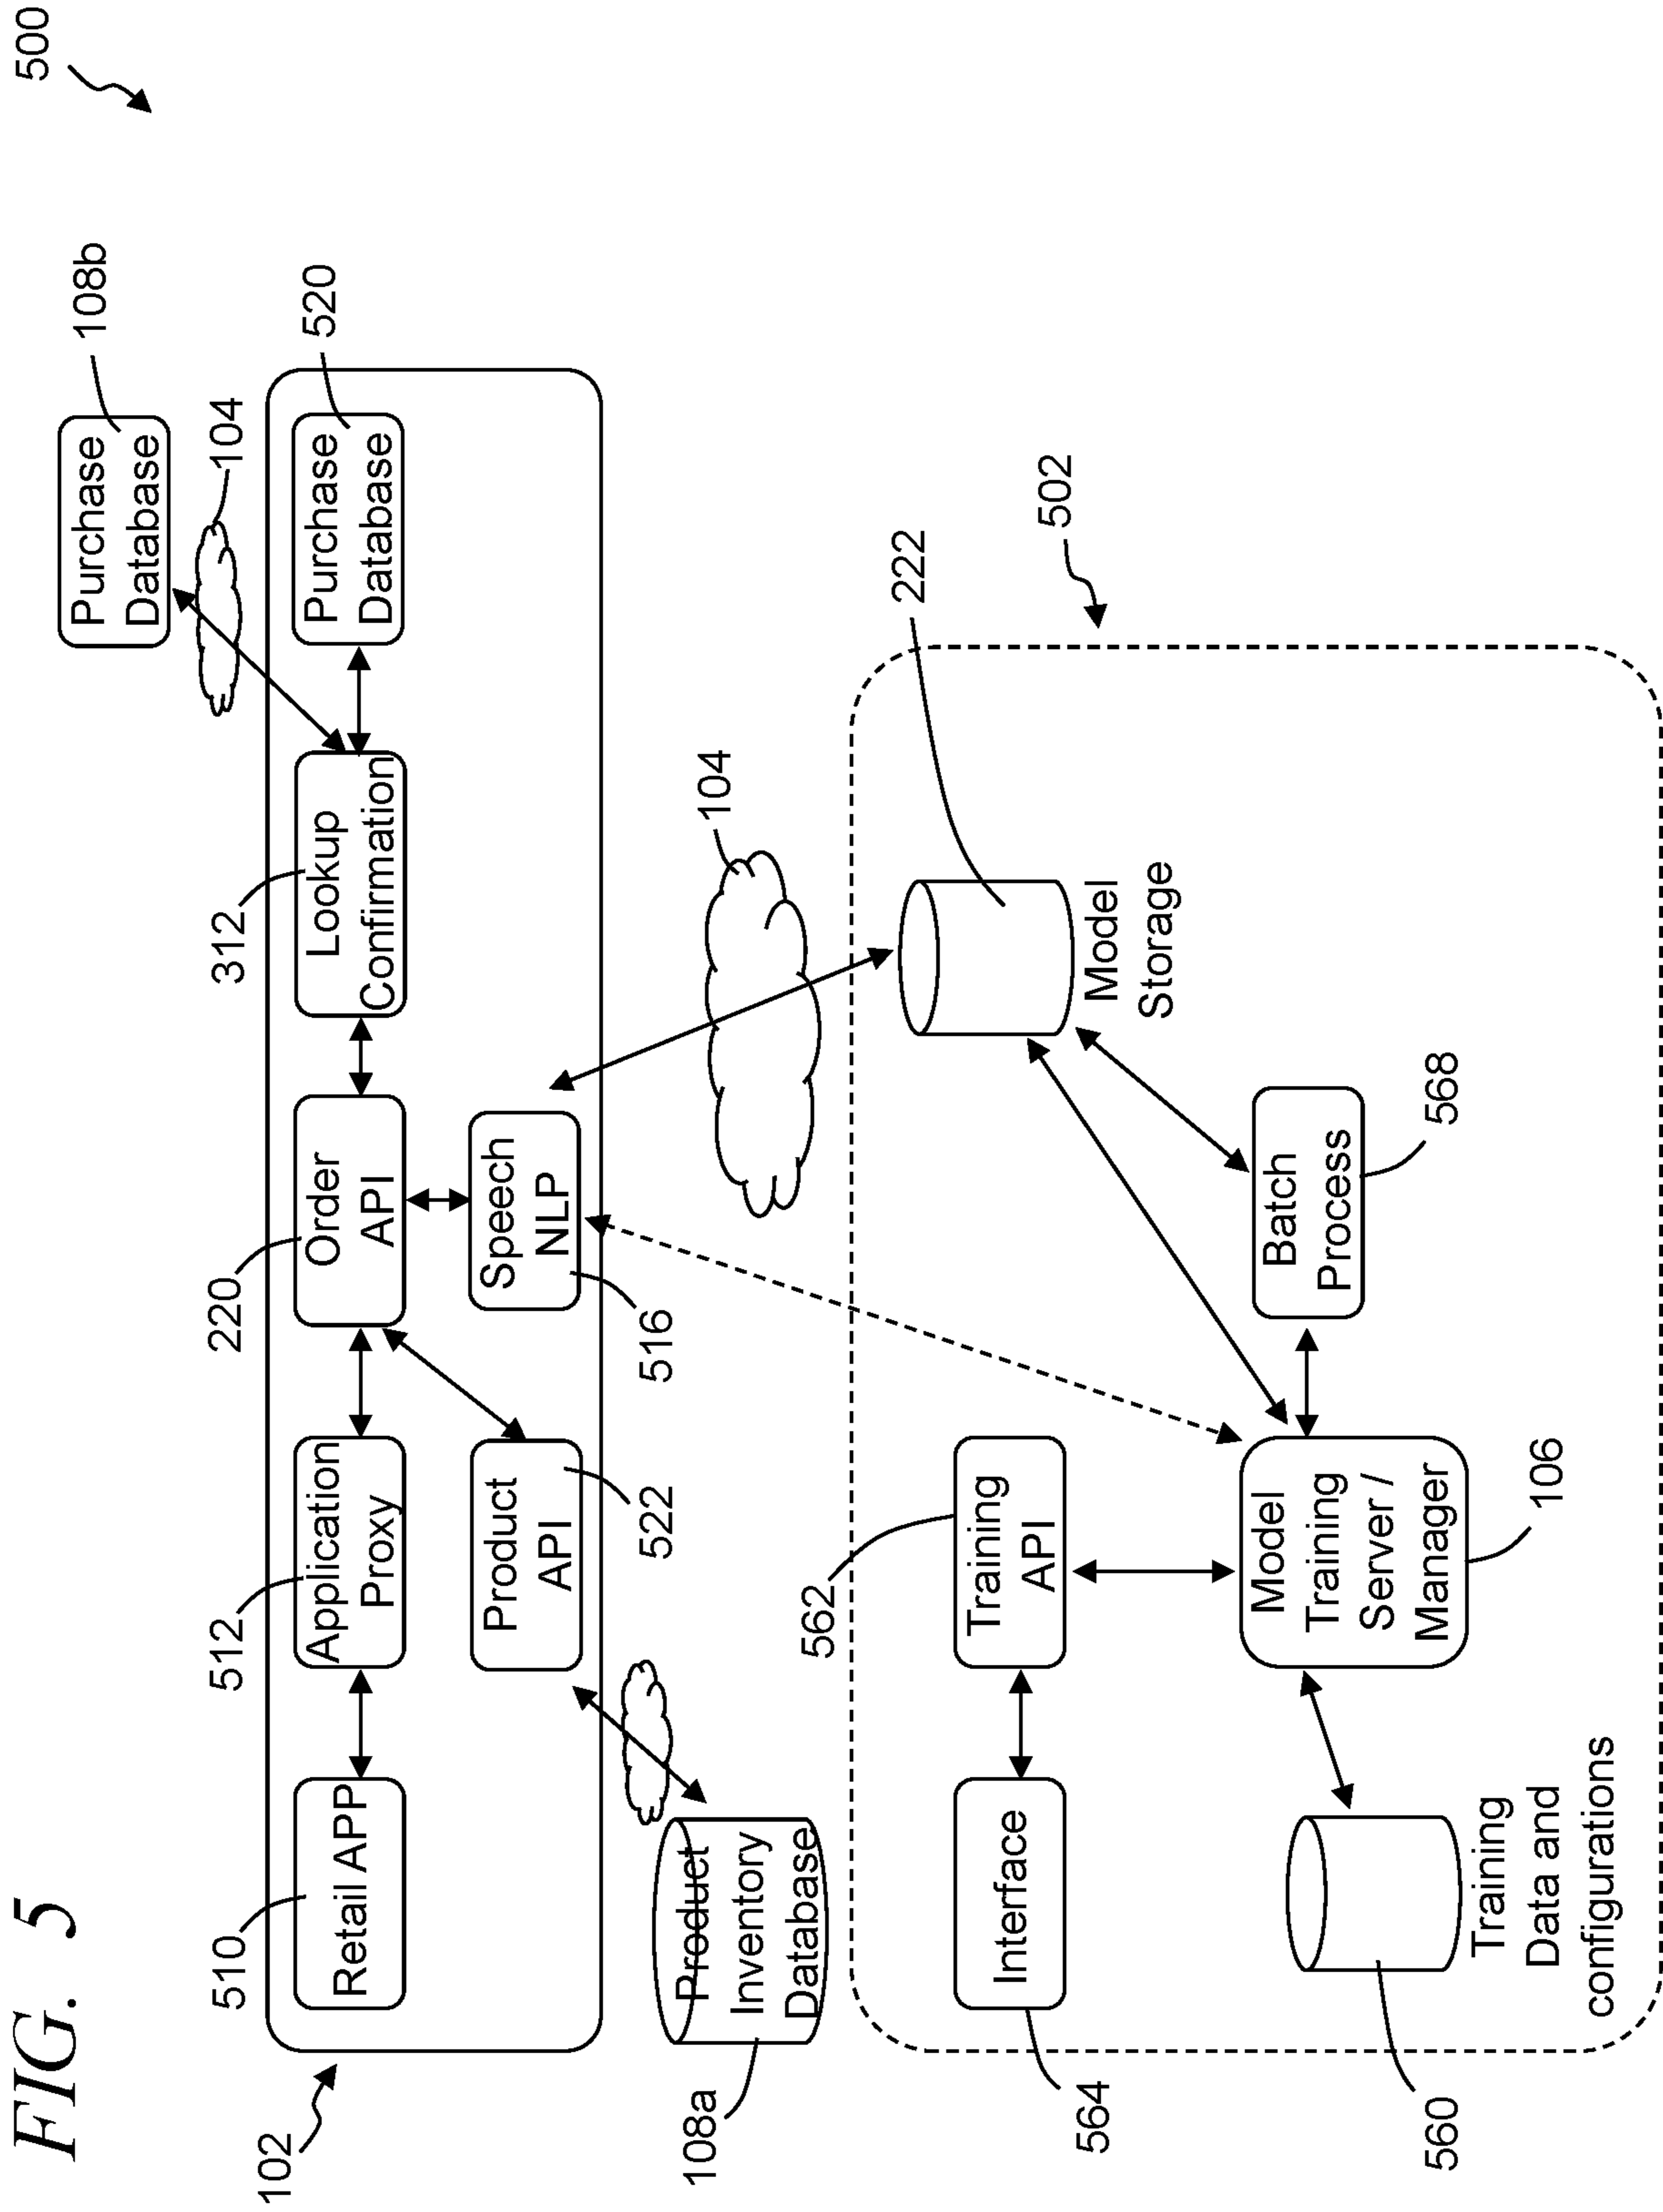 FIG. 5
500
108b
Purchase
Database
104
102
510
512
220
312
520
Retail APP
Application
Proxy
Order
API
Lookup
Confirmation
Purchase
Database
Product
API
Speech
NLP
522
516
108a
Product
Inventory
Database
104
502
562
222
564
Interface
Training
API
Model
Storage
Model
Training
Server /
Manager
Batch
Process
568
106
560
Training
Data and
configurations